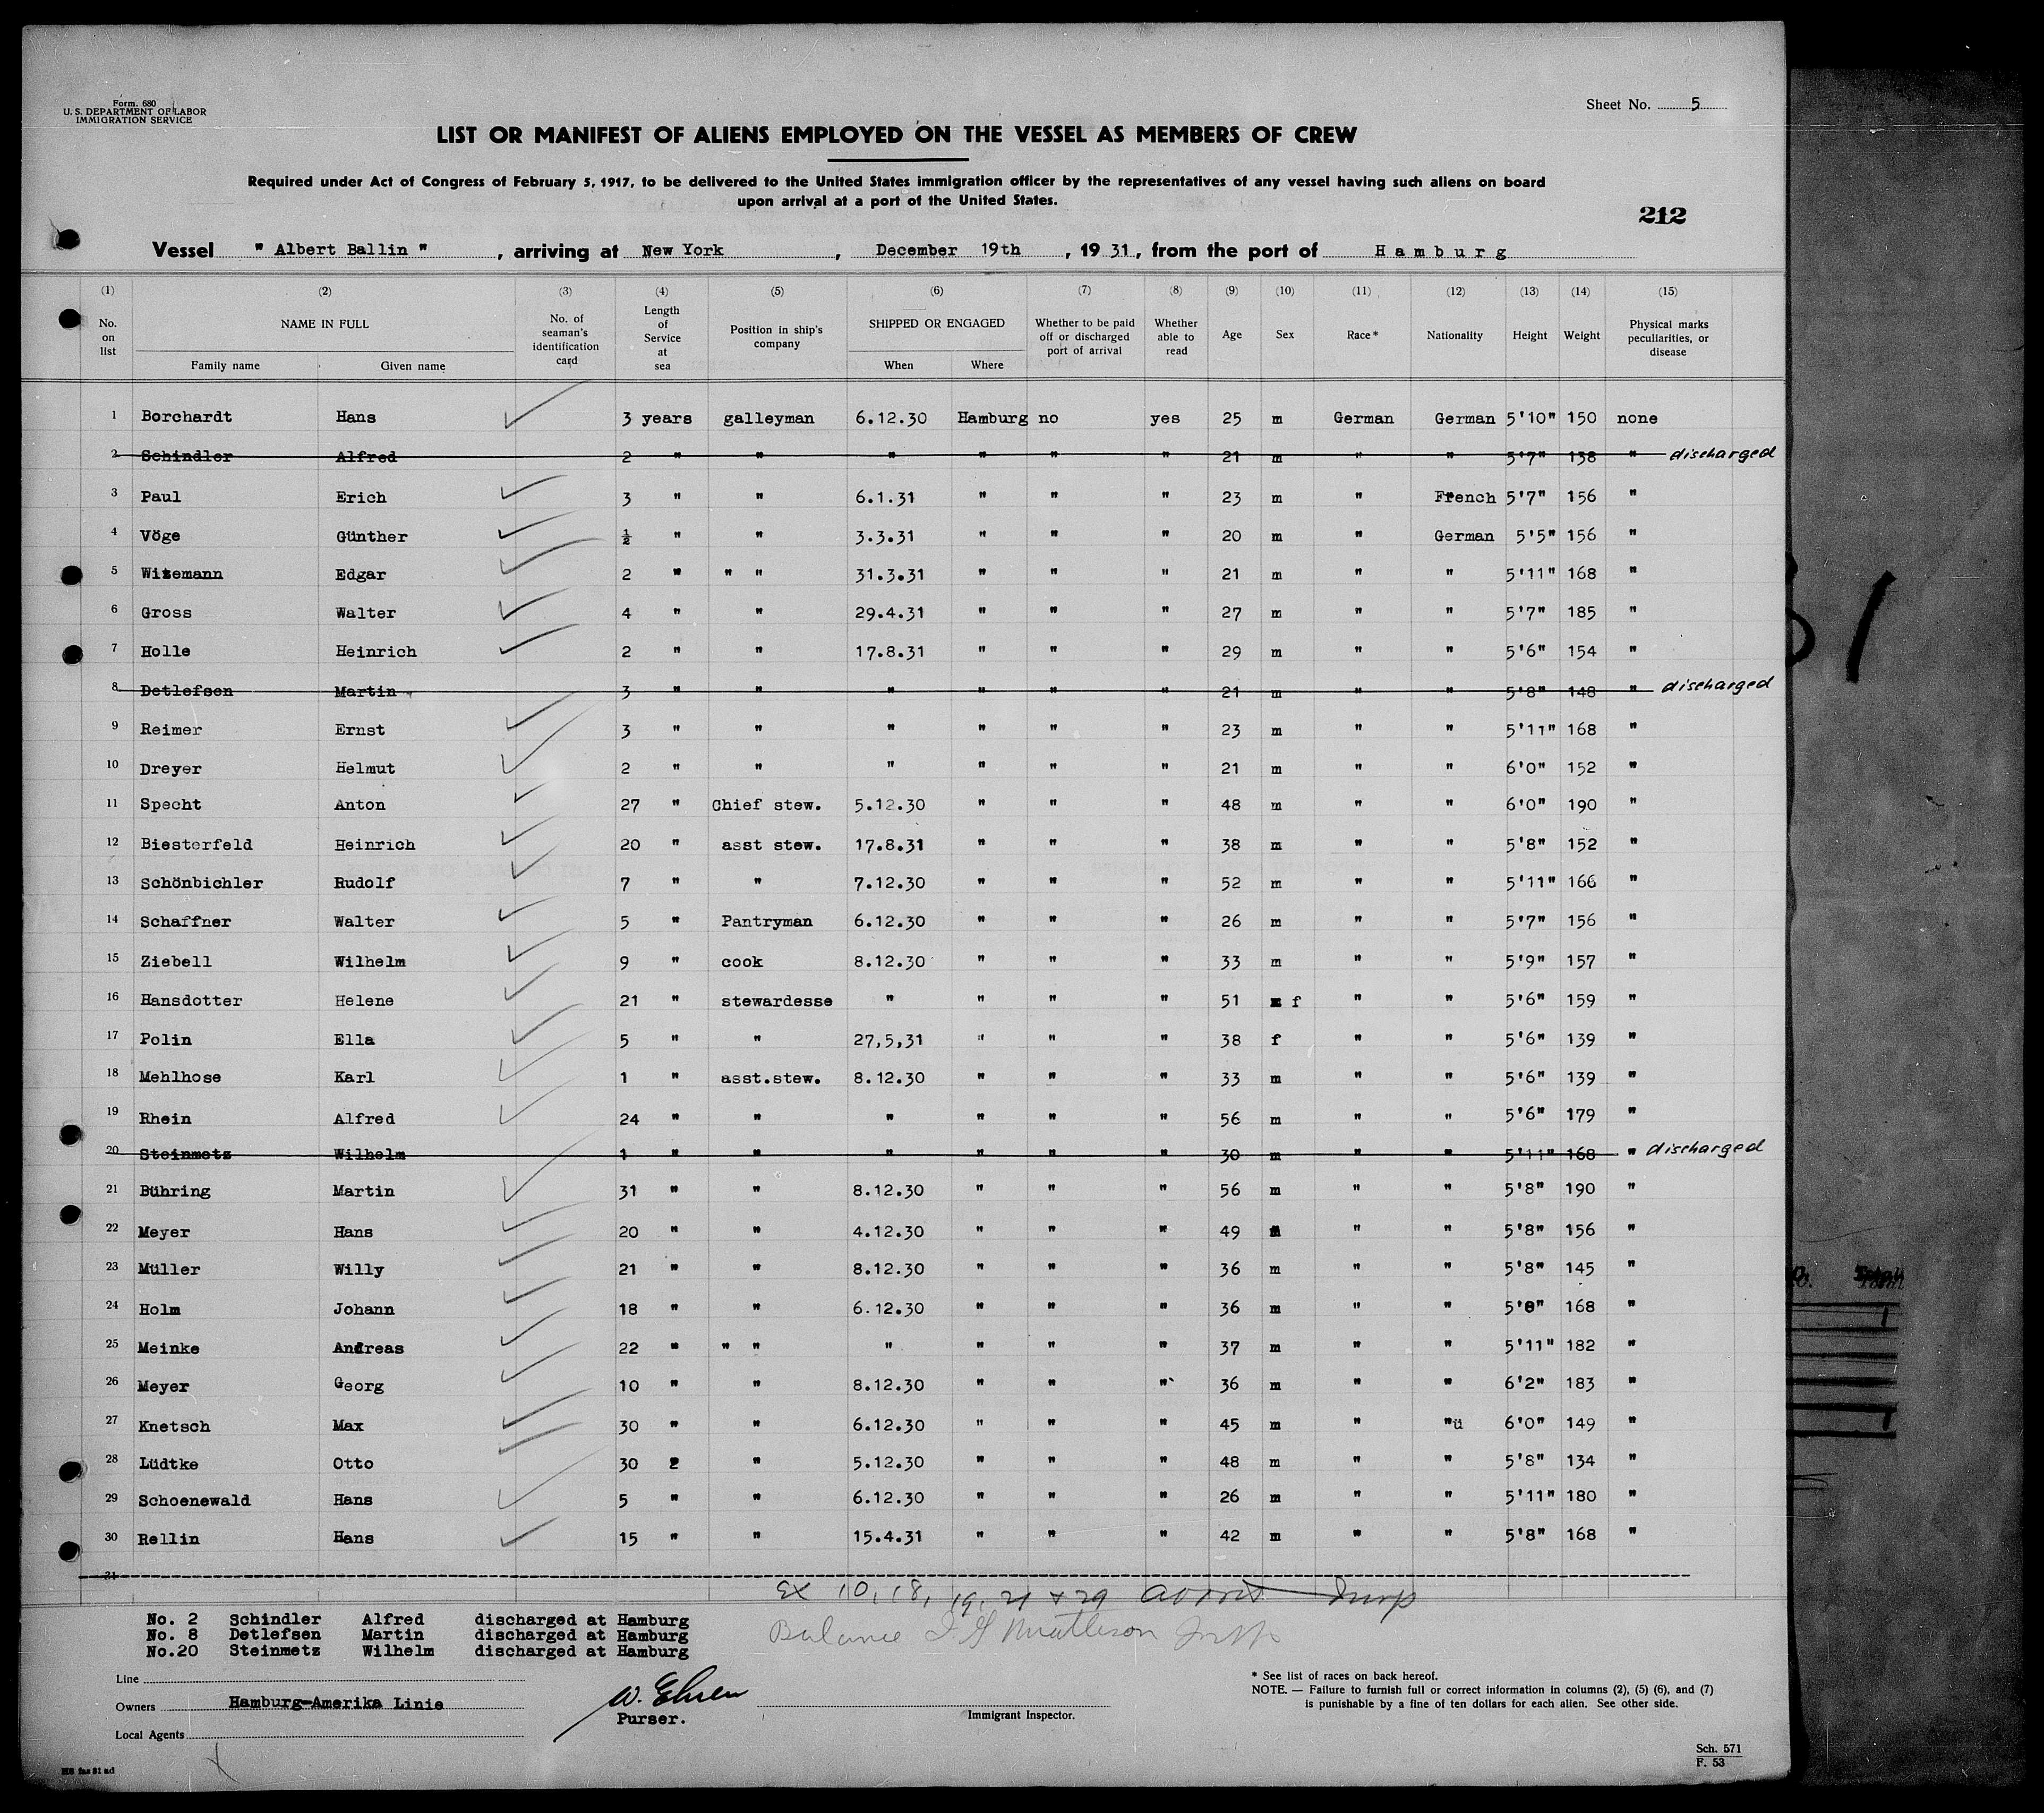 Form. 680
U. S. DEPARTMENT OF LABOR
IMMIGRATION SERVICE
Sheet No. 5
LIST OR MANIFEST OF ALIENS EMPLOYED ON THE VESSEL AS MEMBERS OF CREW
Required under Act of Congress of February 5, 1917, to be delivered to the United States immigration officer by the representatives of any vessel having such aliens on board
upon arrival at a port of the United States.
212
Vessel " Albert Ballin " , arriving at New York , December 19th , 19 31, from the port of Hamburg
(1) (2) (3) (4) (5) (6) (7) (8) (9) (10) (11) (12) (13) (14) (15)
No. on list NAME IN FULL Family name Given name No. of seaman's identification card Length of Service at sea Position in ship's company SHIPPED OR ENGAGED When Where Whether to be paid off or discharged port of arrival Whether able to read Age Sex Race* Nationality Height Weight Physical marks peculiarities, or disease
1 Borchardt Hans 3 years galleyman 6.12.30 Hamburg no yes 25 m German German 5'10" 150 none
2 Schindler Alfred 2 " " " " " " 21 m " " 5'7" 138 " discharged
3 Paul Erich 3 " " 6.1.31 " " " 23 m " French 5'7" 156 "
4 Vöge Günther ½ " " 3.3.31 " " " 20 m " German 5'5" 156 "
5 Edgar 2 " " " 31.3.31 " " " 21 m " " 5'11" 168 "
6 Gross Walter 4 " " 29.4.31 " " " 27 m " " 5'7" 185 "
7 Holle Heinrich 2 " " 17.8.31 " " " 29 m " " 5'6" 154 "
8 Detlefsen Martin 3 " " " " " " 21 m " " 5'8" 148 " discharged
9 Reimer Ernst 3 " " " " " " 23 m " " 5'11" 168 "
10 Dreyer Helmut 2 " " " " " " 21 m " " 6'0" 152 "
11 Specht Anton 27 " Chief stew. 5.12.30 " " " 48 m " " 6'0" 190 "
12 Biesterfeld Heinrich 20 " asst stew. 17.8.31 " " " 38 m " " 5'8" 152 "
13 Schönbichler Rudolf 7 " " 7.12.30 " " " 52 m " " 5'11" 166 "
14 Schaffner Walter 5 " Pantryman 6.12.30 " " " 26 m " " 5'7" 156 "
15 Ziebell Wilhelm 9 " cook 8.12.30 " " " 33 m " " 5'9" 157 "
16 Hansdotter Helene 21 " stewardesse " " " " 51 f " " 5'6" 159 "
17 Polin Ella 5 " " 27,5,31 " " " 38 f " " 5'6" 139 "
18 Mehlhose Karl 1 " asst.stew. 8.12.30 " " " 33 m " " 5'6" 139 "
19 Rhein Alfred 24 " " " " " " 56 m " " 5'6" 179 "
20 Steinmetz Wilhelm 1 " " " " " " 30 m " " 5'11" 168 " discharged
21 Bühring Martin 31 " " 8.12.30 " " " 56 m " " 5'8" 190 "
22 Meyer Hans 20 " " 4.12.30 " " " 49 m " " 5'8" 156 "
23 Müller Willy 21 " " 8.12.30 " " " 36 m " " 5'8" 145 "
24 Holm Johann 18 " " 6.12.30 " " " 36 m " " 5'8" 168 "
25 Meinke Andreas 22 " " " " " " " 37 m " " 5'11" 182 "
26 Meyer Georg 10 " " 8.12.30 " " " 36 m " " 6'2" 183 "
27 Knetsch Max 30 " " 6.12.30 " " " 45 m " "ü 6'0" 149 "
28 Lüdtke Otto 30 2 " 5.12.30 " " " 48 m " " 5'8" 134 "
29 Schoenewald Hans 5 " " 6.12.30 " " " 26 m " " 5'11" 180 "
30 Rellin Hans 15 " " 15.4.31 " " " 42 m " " 5'8" 168 "
31
Ex 10, 18, 19, 21 + 29 Insp
Balance Insp
No. 2 Schindler Alfred discharged at Hamburg
No. 8 Detlefsen Martin discharged at Hamburg
No.20 Steinmetz Wilhelm discharged at Hamburg
Line
Owners Hamburg-Amerika Linie
Local Agents
W. Ehren
Purser.
Immigrant Inspector.
* See list of races on back hereof.
NOTE. — Failure to furnish full or correct information in columns (2), (5) (6), and (7)
is punishable by a fine of ten dollars for each alien. See other side.
Sch. 571
F. 53